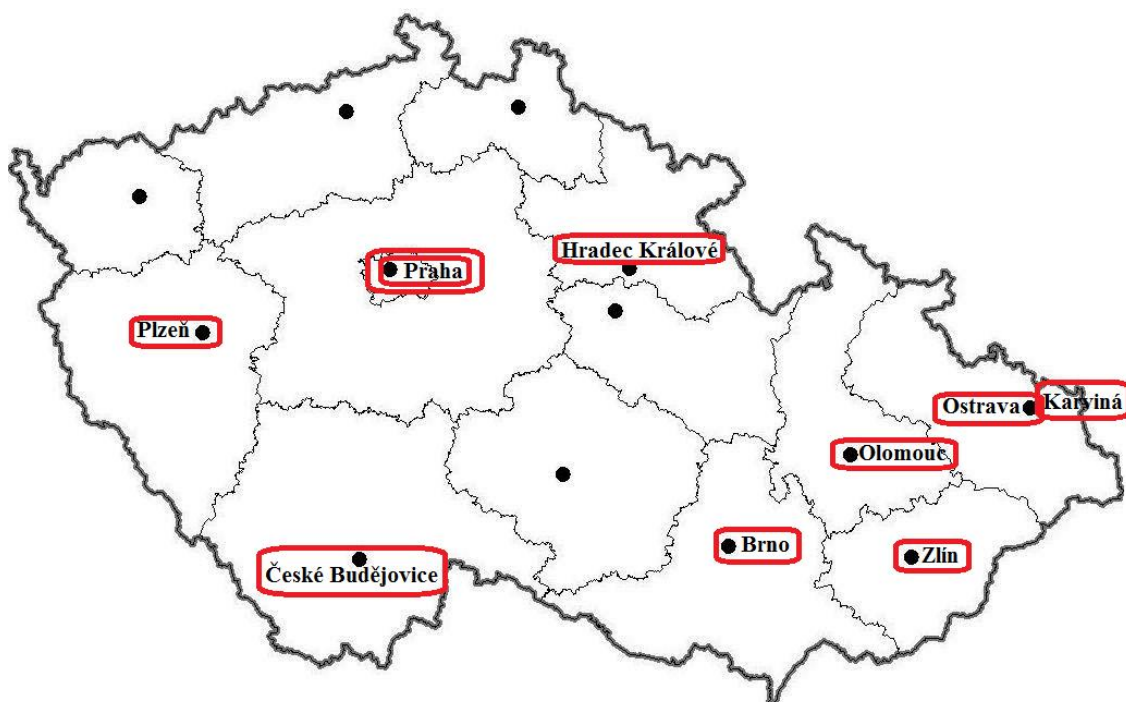 Hradec Králové
Praha
Plzeň
Ostrava
Karviná
Olomouc
Brno
Zlín
České Budějovice